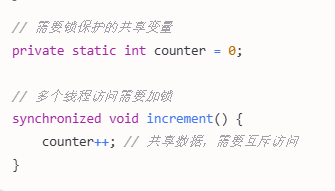 // 需要锁保护的共享变量
private static int counter = 0;
// 多个线程访问需要加锁
synchronized void increment() {
counter++; // 共享数据，需要互斥访问
}